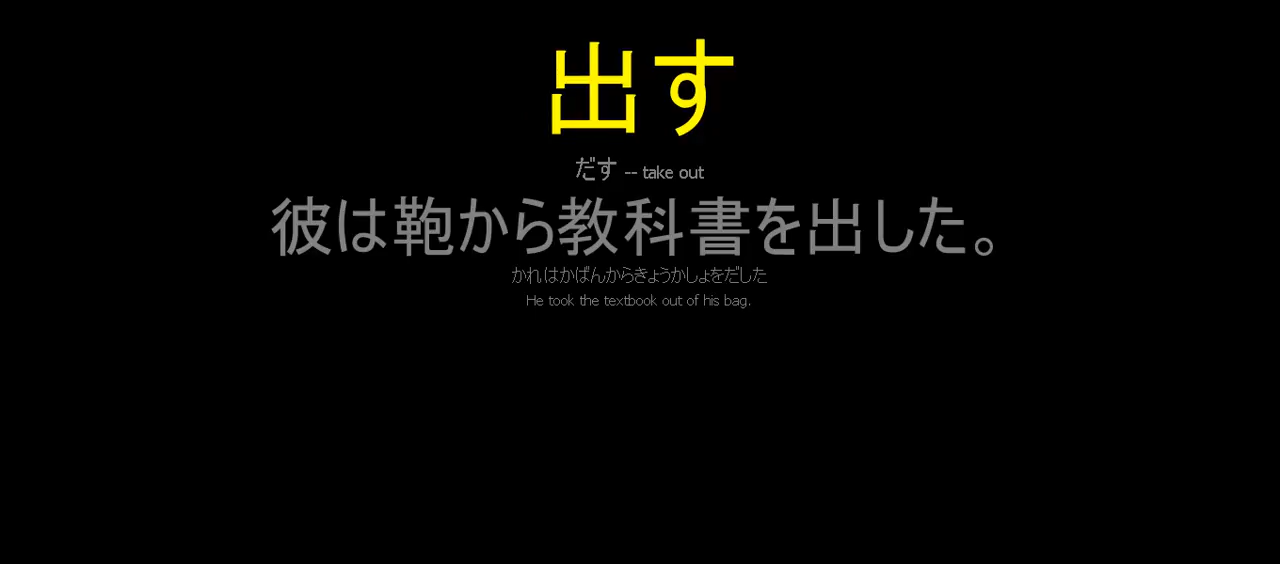 出す
だす -- take out
彼は鞄から教科書を出した。
かれはかばんからきょうかしょをだした
He took the textbook out of his bag.